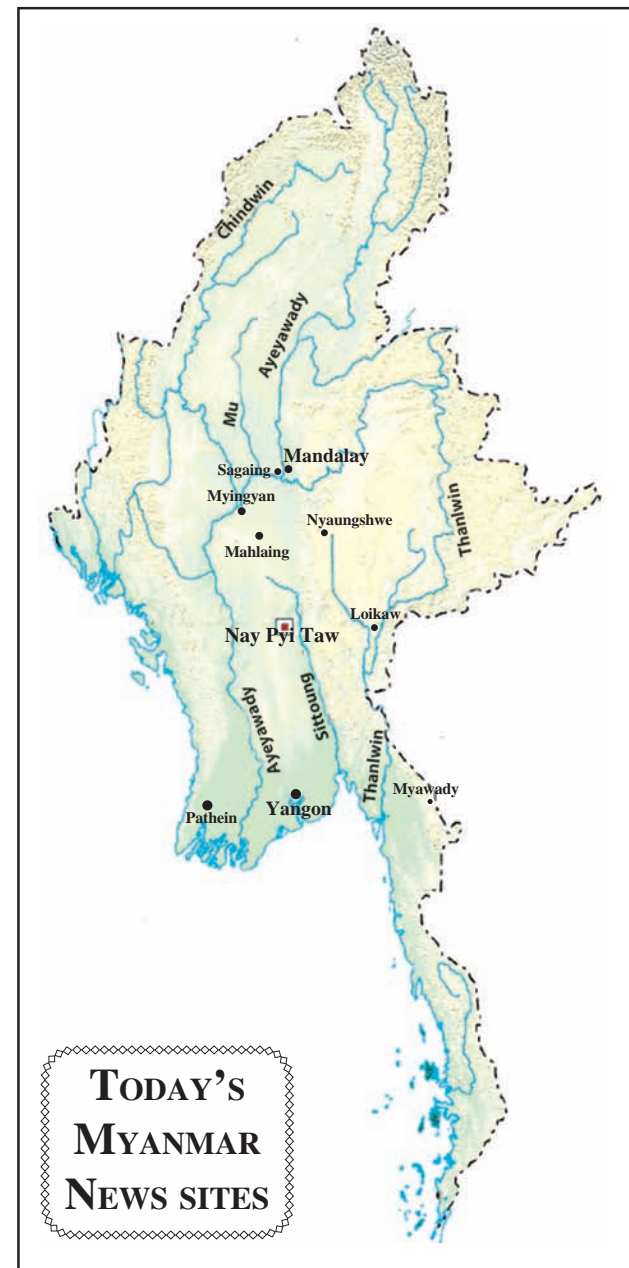 Chindwin
Ayeyawady
Mu
Mandalay
Sagaing
Myingyan
Nyaungshwe
Mahlaing
Thanlwin
Loikaw
Nay Pyi Taw
Ayeyawady
Sittoung
Thanlwin
Myawady
Pathein
Yangon
TODAY'S
MYANMAR
NEWS SITES